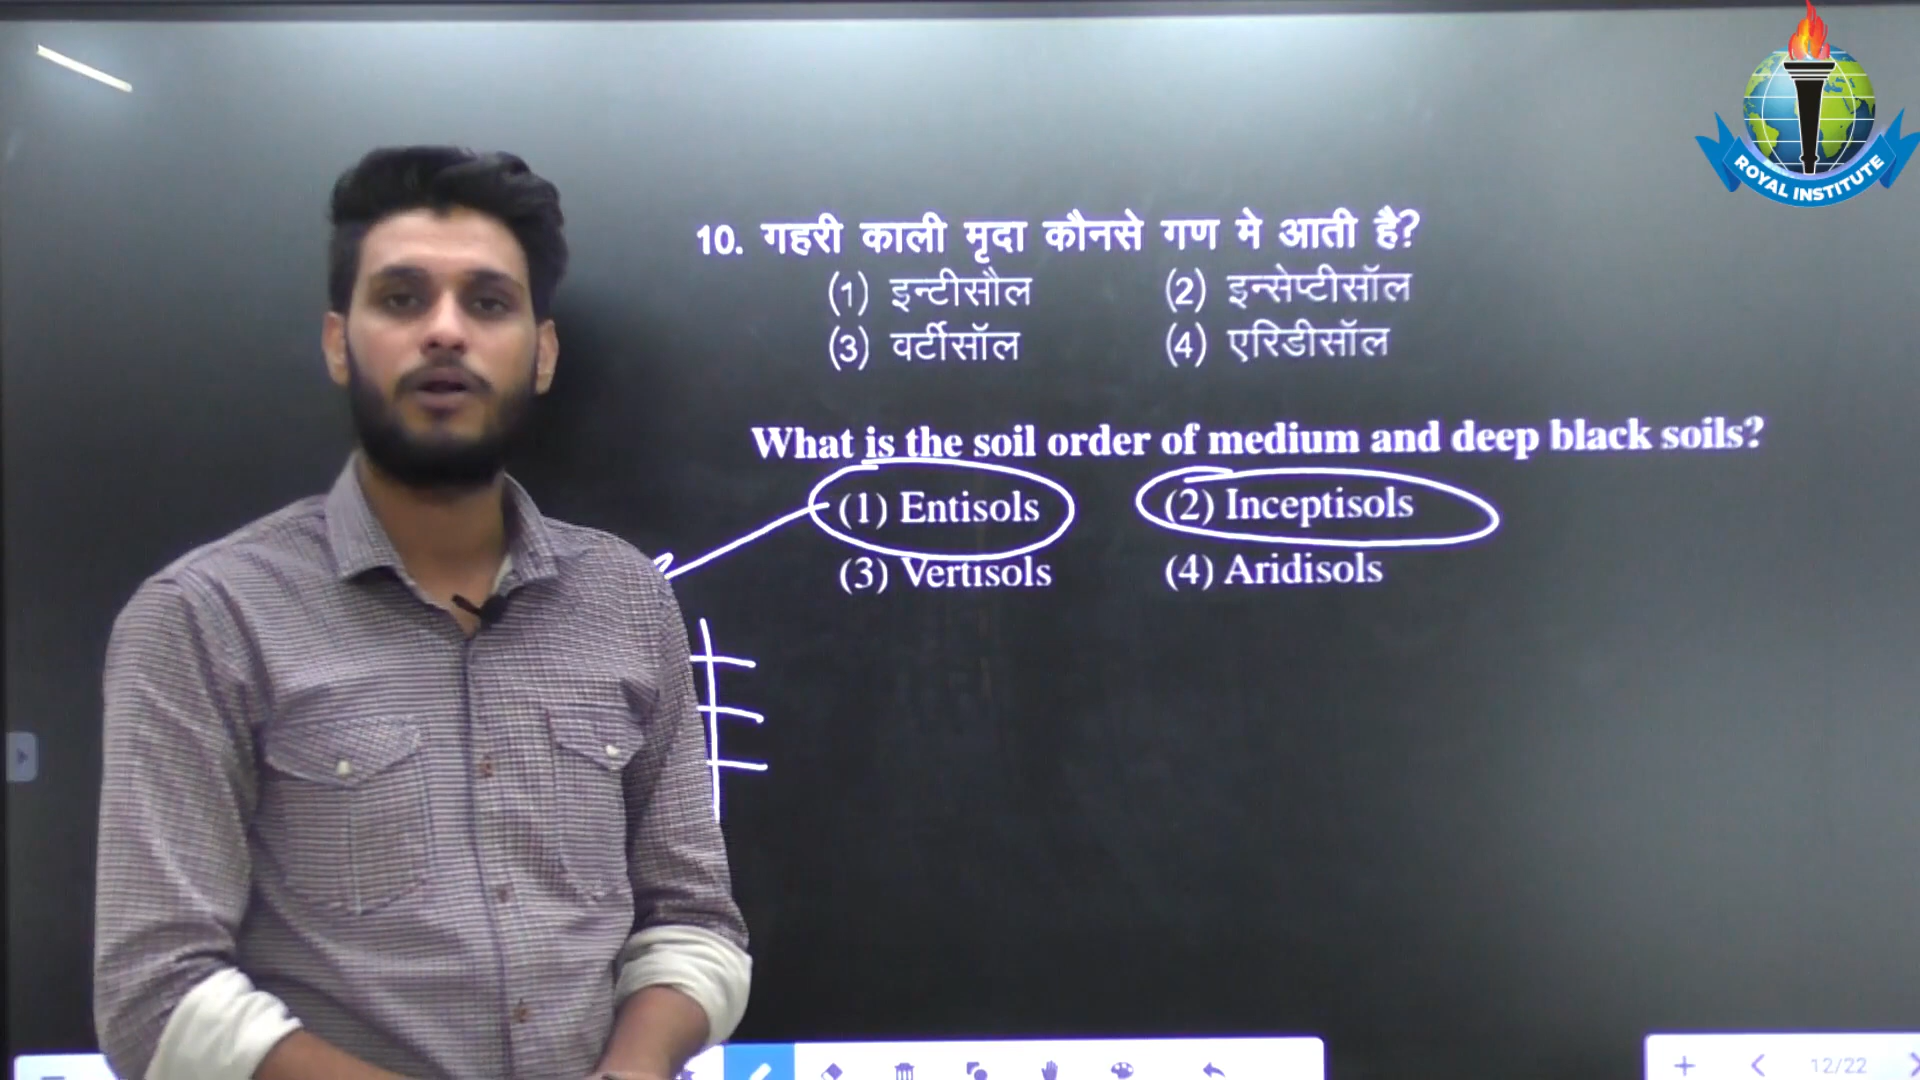 ROYAL INSTITUTE
10. गहरी काली मृदा कौनसे गण मे आती है?
(1) इन्टीसौल (2) इन्सेप्टीसॉल
(3) वर्टीसॉल (4) एरिडीसॉल
What is the soil order of medium and deep black soils?
(1) Entisols (2) Inceptisols
(3) Vertisols (4) Aridisols
12/22